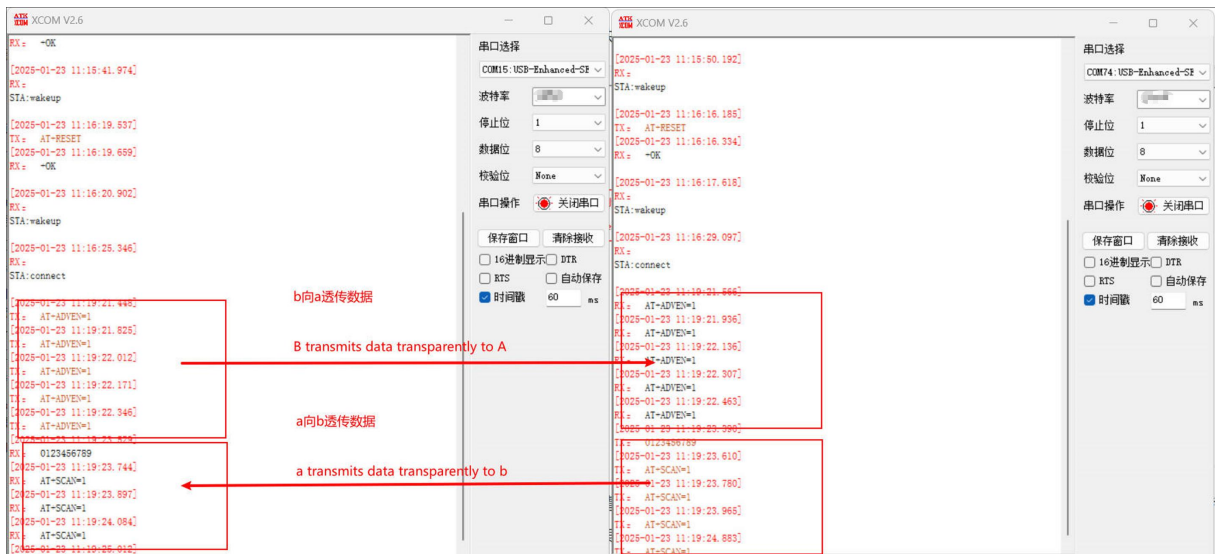 XCOM V2.6
RX: +OK
[2025-01-23 11:15:41.974]
RX:
STA:wakeup
[2025-01-23 11:16:19.537]
TX: AT+RESET
[2025-01-23 11:16:19.659]
RX: +OK
[2025-01-23 11:16:20.902]
RX:
STA:wakeup
[2025-01-23 11:16:25.346]
RX:
STA:connect
[2025-01-23 11:19:21.448]
TX: AT+ADVEN=1
[2025-01-23 11:19:21.825]
TX: AT+ADVEN=1
[2025-01-23 11:19:22.012]
TX: AT+ADVEN=1
[2025-01-23 11:19:22.171]
TX: AT+ADVEN=1
[2025-01-23 11:19:22.346]
TX: AT+ADVEN=1
RX: 0123456789
[2025-01-23 11:19:23.744]
RX: AT+SCAN=1
[2025-01-23 11:19:23.897]
RX: AT+SCAN=1
[2025-01-23 11:19:24.084]
RX: AT+SCAN=1
串口选择
COM15:USB-Enhanced-SE
波特率
停止位 1
数据位 8
校验位 None
串口操作 关闭串口
保存窗口 清除接收
16进制显示 DTR
RTS 自动保存
时间戳 60 ms
b向a透传数据
B transmits data transparently to A
a向b透传数据
a transmits data transparently to b
XCOM V2.6
[2025-01-23 11:15:50.192]
RX:
STA:wakeup
[2025-01-23 11:16:16.185]
TX: AT+RESET
[2025-01-23 11:16:16.334]
RX: +OK
[2025-01-23 11:16:17.618]
RX:
STA:wakeup
[2025-01-23 11:16:29.097]
RX:
STA:connect
[2025-01-23 11:19:21.566]
RX: AT+ADVEN=1
[2025-01-23 11:19:21.936]
RX: AT+ADVEN=1
[2025-01-23 11:19:22.136]
RX: AT+ADVEN=1
[2025-01-23 11:19:22.307]
RX: AT+ADVEN=1
[2025-01-23 11:19:22.463]
RX: AT+ADVEN=1
TX: 0123456789
[2025-01-23 11:19:23.610]
TX: AT+SCAN=1
[2025-01-23 11:19:23.780]
TX: AT+SCAN=1
[2025-01-23 11:19:23.965]
TX: AT+SCAN=1
[2025-01-23 11:19:24.883]
TX: AT+SCAN=1
串口选择
COM74:USB-Enhanced-SE
波特率
停止位 1
数据位 8
校验位 None
串口操作 关闭串口
保存窗口 清除接收
16进制显示 DTR
RTS 自动保存
时间戳 60 ms